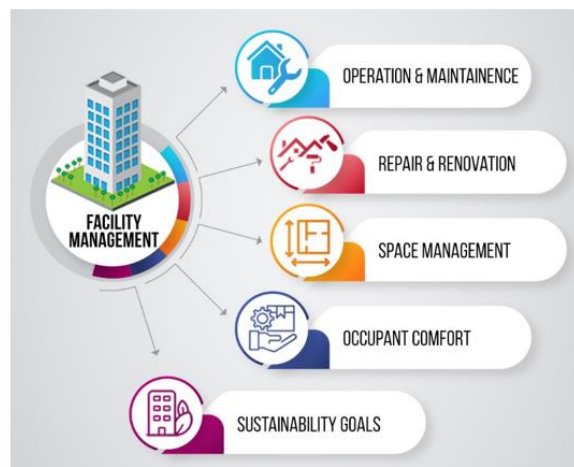 FACILITY
MANAGEMENT
OPERATION & MAINTAINENCE
REPAIR & RENOVATION
SPACE MANAGEMENT
OCCUPANT COMFORT
SUSTAINABILITY GOALS